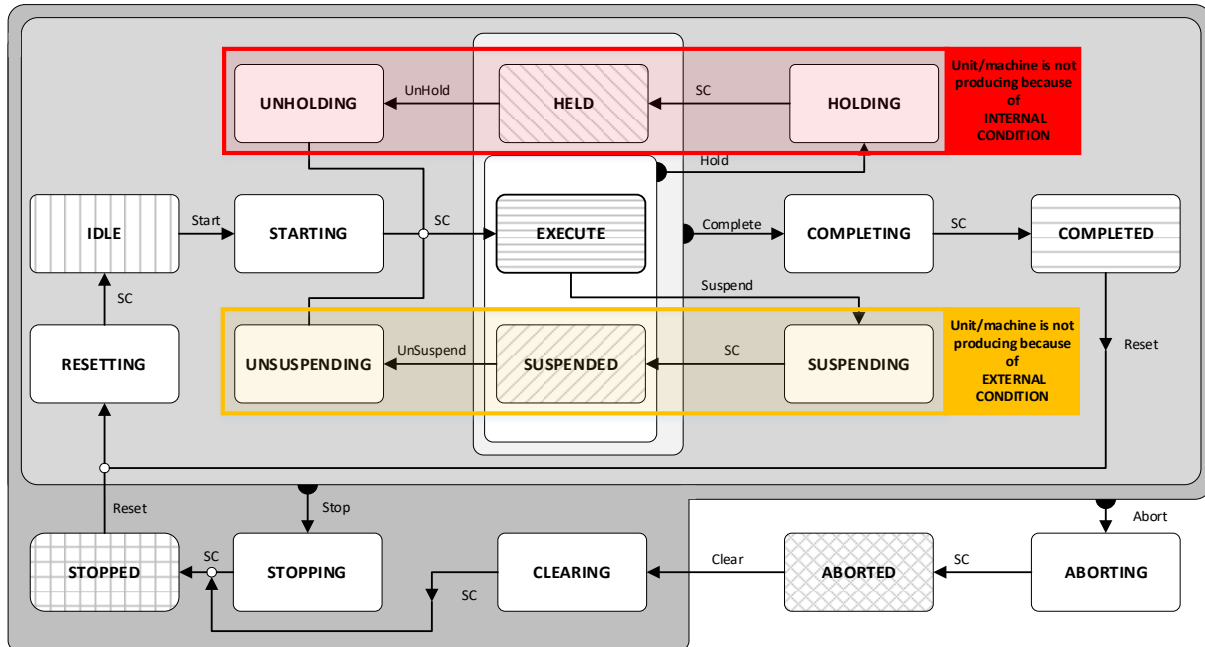 Unit/machine is not
producing because
of
INTERNAL
CONDITION
UNHOLDING
UnHold
HELD
SC
HOLDING
Hold
IDLE
Start
STARTING
SC
EXECUTE
Complete
COMPLETING
SC
COMPLETED
SC
Suspend
RESETTING
UNSUSPENDING
UnSuspend
SUSPENDED
SC
SUSPENDING
Unit/machine is not
producing because
of
EXTERNAL
CONDITION
Reset
Reset
Stop
Abort
STOPPED
SC
STOPPING
SC
CLEARING
Clear
ABORTED
SC
ABORTING